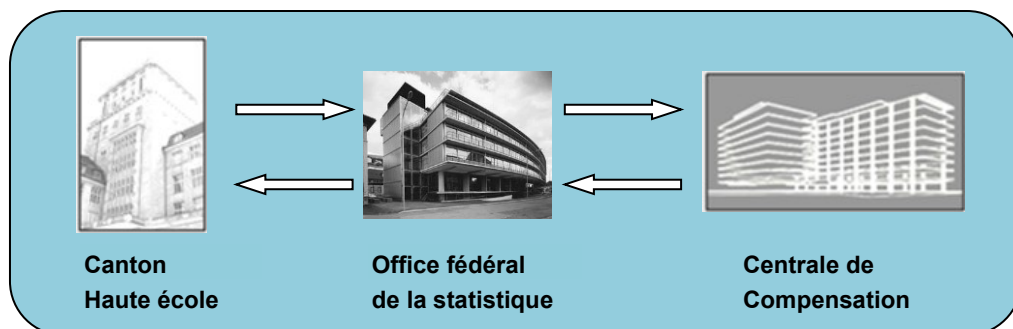 Canton
Haute école
Office fédéral
de la statistique
Centrale de
Compensation